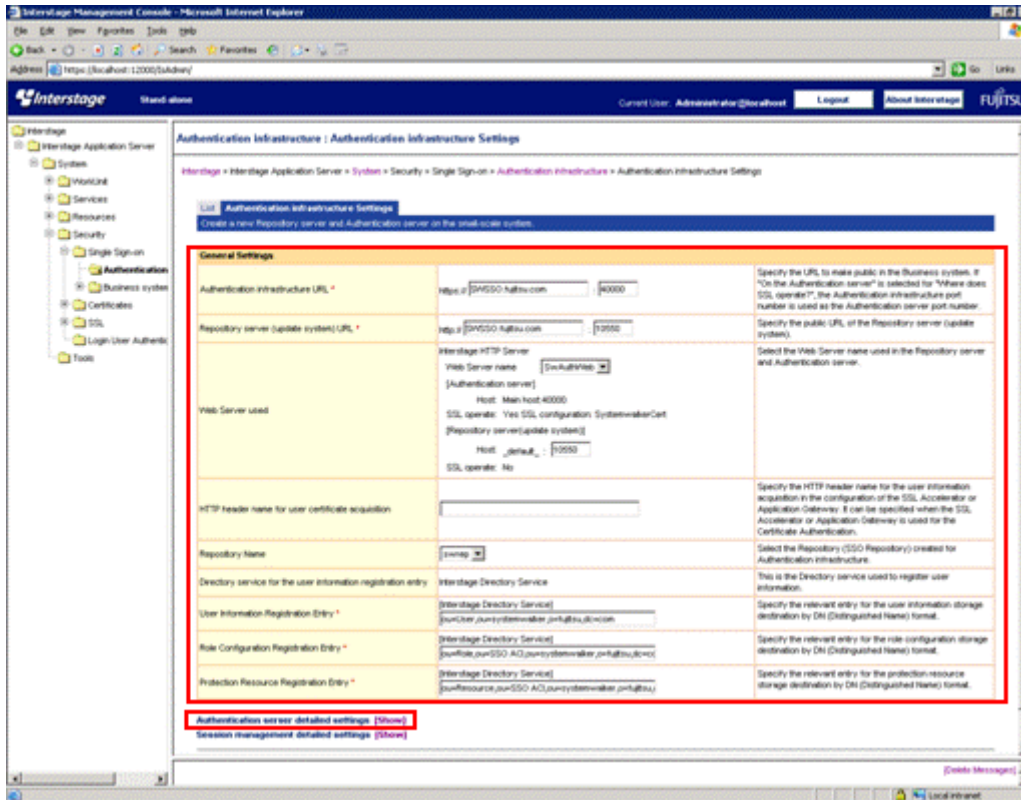 Interstage Management Console - Microsoft Internet Explorer
File Edit View Favorites Tools Help
Back Search Favorites
Address https://localhost:12000/IsAdmin/ Go Links
Interstage Stand-alone Current User: Administrator@localhost Logout About Interstage FUJITSU
Interstage
Interstage Application Server
System
WorkUnit
Services
Resources
Security
Single Sign-on
Authentication
Business system
Certificates
SSL
Login User Authentic
Tools
Authentication infrastructure : Authentication infrastructure Settings
Interstage > Interstage Application Server > System > Security > Single Sign-on > Authentication infrastructure > Authentication infrastructure Settings
List Authentication infrastructure Settings
Create a new Repository server and Authentication server on the small-scale system.
General Settings
Authentication infrastructure URL *
https:// SWSSO.fujitsu.com : 40000
Specify the URL to make public in the Business system. If
"On the Authentication server" is selected for "Where does
SSL operate?", the Authentication infrastructure port
number is used as the Authentication server port number.
Repository server (update system) URL *
http:// SWSSO.fujitsu.com : 10550
Specify the public URL of the Repository server (update
system).
Web Server used
Interstage HTTP Server
Web Server name SwAuthWeb
[Authentication server]
Host: Main host:40000
SSL operate: Yes SSL configuration: SystemwalkerCert
[Repository server(update system)]
Host: _default_ : 10550
SSL operate: No
Select the Web Server name used in the Repository server
and Authentication server.
HTTP header name for user certificate acquisition
Specify the HTTP header name for the user information
acquisition in the configuration of the SSL Accelerator or
Application Gateway. It can be specified when the SSL
Accelerator or Application Gateway is used for the
Certificate Authentication.
Repository Name
swrep
Select the Repository (SSO Repository) created for
Authentication infrastructure.
Directory service for the user information registration entry
Interstage Directory Service
This is the Directory service used to register user
information.
User Information Registration Entry *
[Interstage Directory Service]
ou=User,ou=systemwalker,o=fujitsu,dc=com
Specify the relevant entry for the user information storage
destination by DN (Distinguished Name) format.
Role Configuration Registration Entry *
[Interstage Directory Service]
ou=Role,ou=SSO ACI,ou=systemwalker,o=fujitsu,dc=co
Specify the relevant entry for the role configuration storage
destination by DN (Distinguished Name) format.
Protection Resource Registration Entry *
[Interstage Directory Service]
ou=Resource,ou=SSO ACI,ou=systemwalker,o=fujitsu,
Specify the relevant entry for the protection resource
storage destination by DN (Distinguished Name) format.
Authentication server detailed settings [Show]
Session management detailed settings [Show]
[Delete Messages]
Local intranet